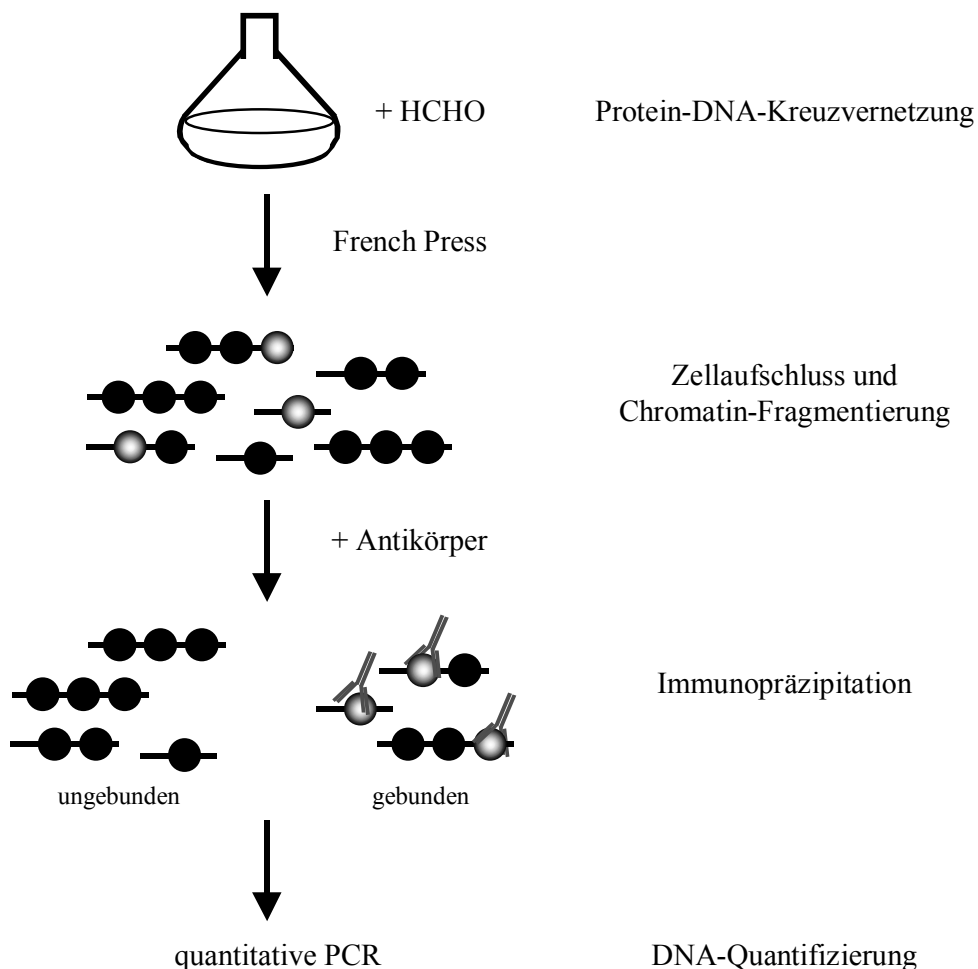 + HCHO
Protein-DNA-Kreuzvernetzung
French Press
Zellaufschluss und
Chromatin-Fragmentierung
+ Antikörper
Immunopräzipitation
ungebunden
gebunden
quantitative PCR
DNA-Quantifizierung